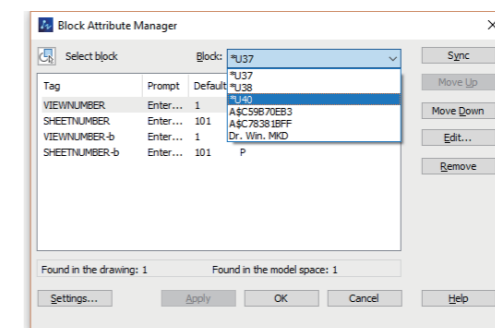 Block Attribute Manager
Select block Block: *U37 Sync
*U37
*U38
*U40
A$C59B70EB3
A$C78381BFF
Dr. Win. MKD
Tag Prompt Default
VIEWNUMBER Enter... 1
SHEETNUMBER Enter... 101
VIEWNUMBER-b Enter... 1
SHEETNUMBER-b Enter... 101 P
Move Up
Move Down
Edit...
Remove
Found in the drawing: 1 Found in the model space: 1
Settings... Apply OK Cancel Help